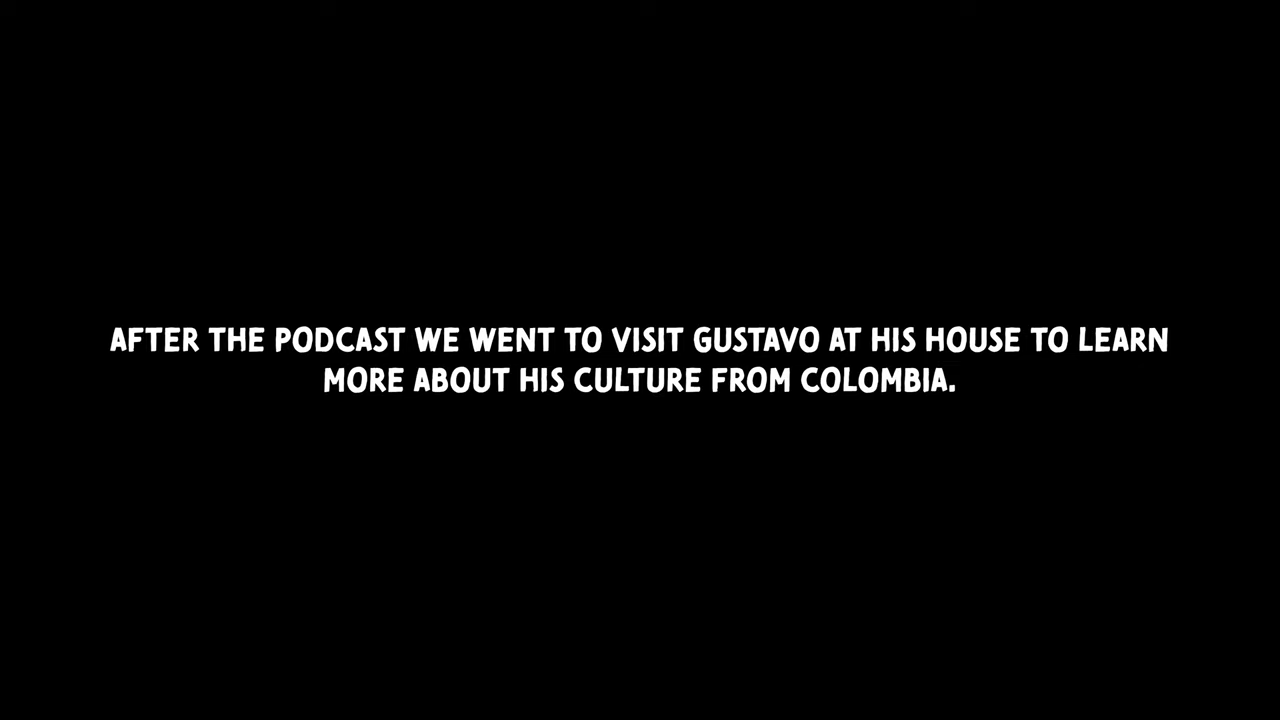 AFTER THE PODCAST WE WENT TO VISIT GUSTAVO AT HIS HOUSE TO LEARN
MORE ABOUT HIS CULTURE FROM COLOMBIA.